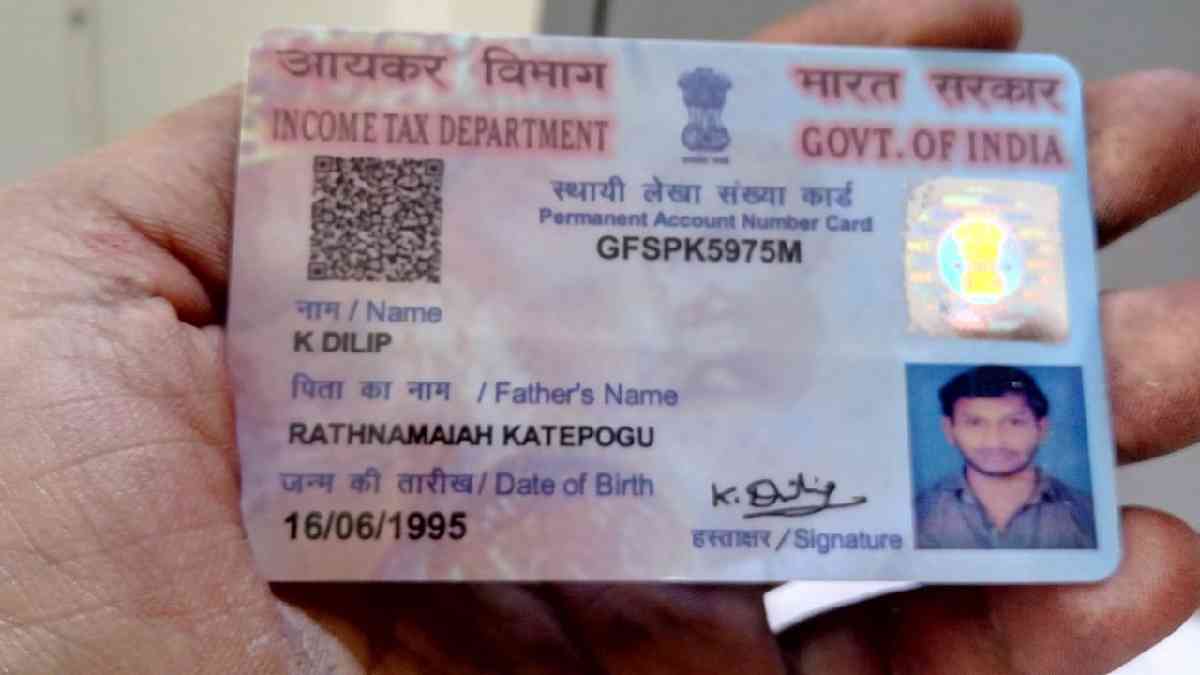 आयकर विभाग
INCOME TAX DEPARTMENT
भारत सरकार
GOVT. OF INDIA
स्थायी लेखा संख्या कार्ड
Permanent Account Number Card
GFSPK5975M
नाम / Name
K DILIP
पिता का नाम / Father's Name
RATHNAMAIAH KATEPOGU
जन्म की तारीख / Date of Birth
16/06/1995
K. Dilip
हस्ताक्षर / Signature